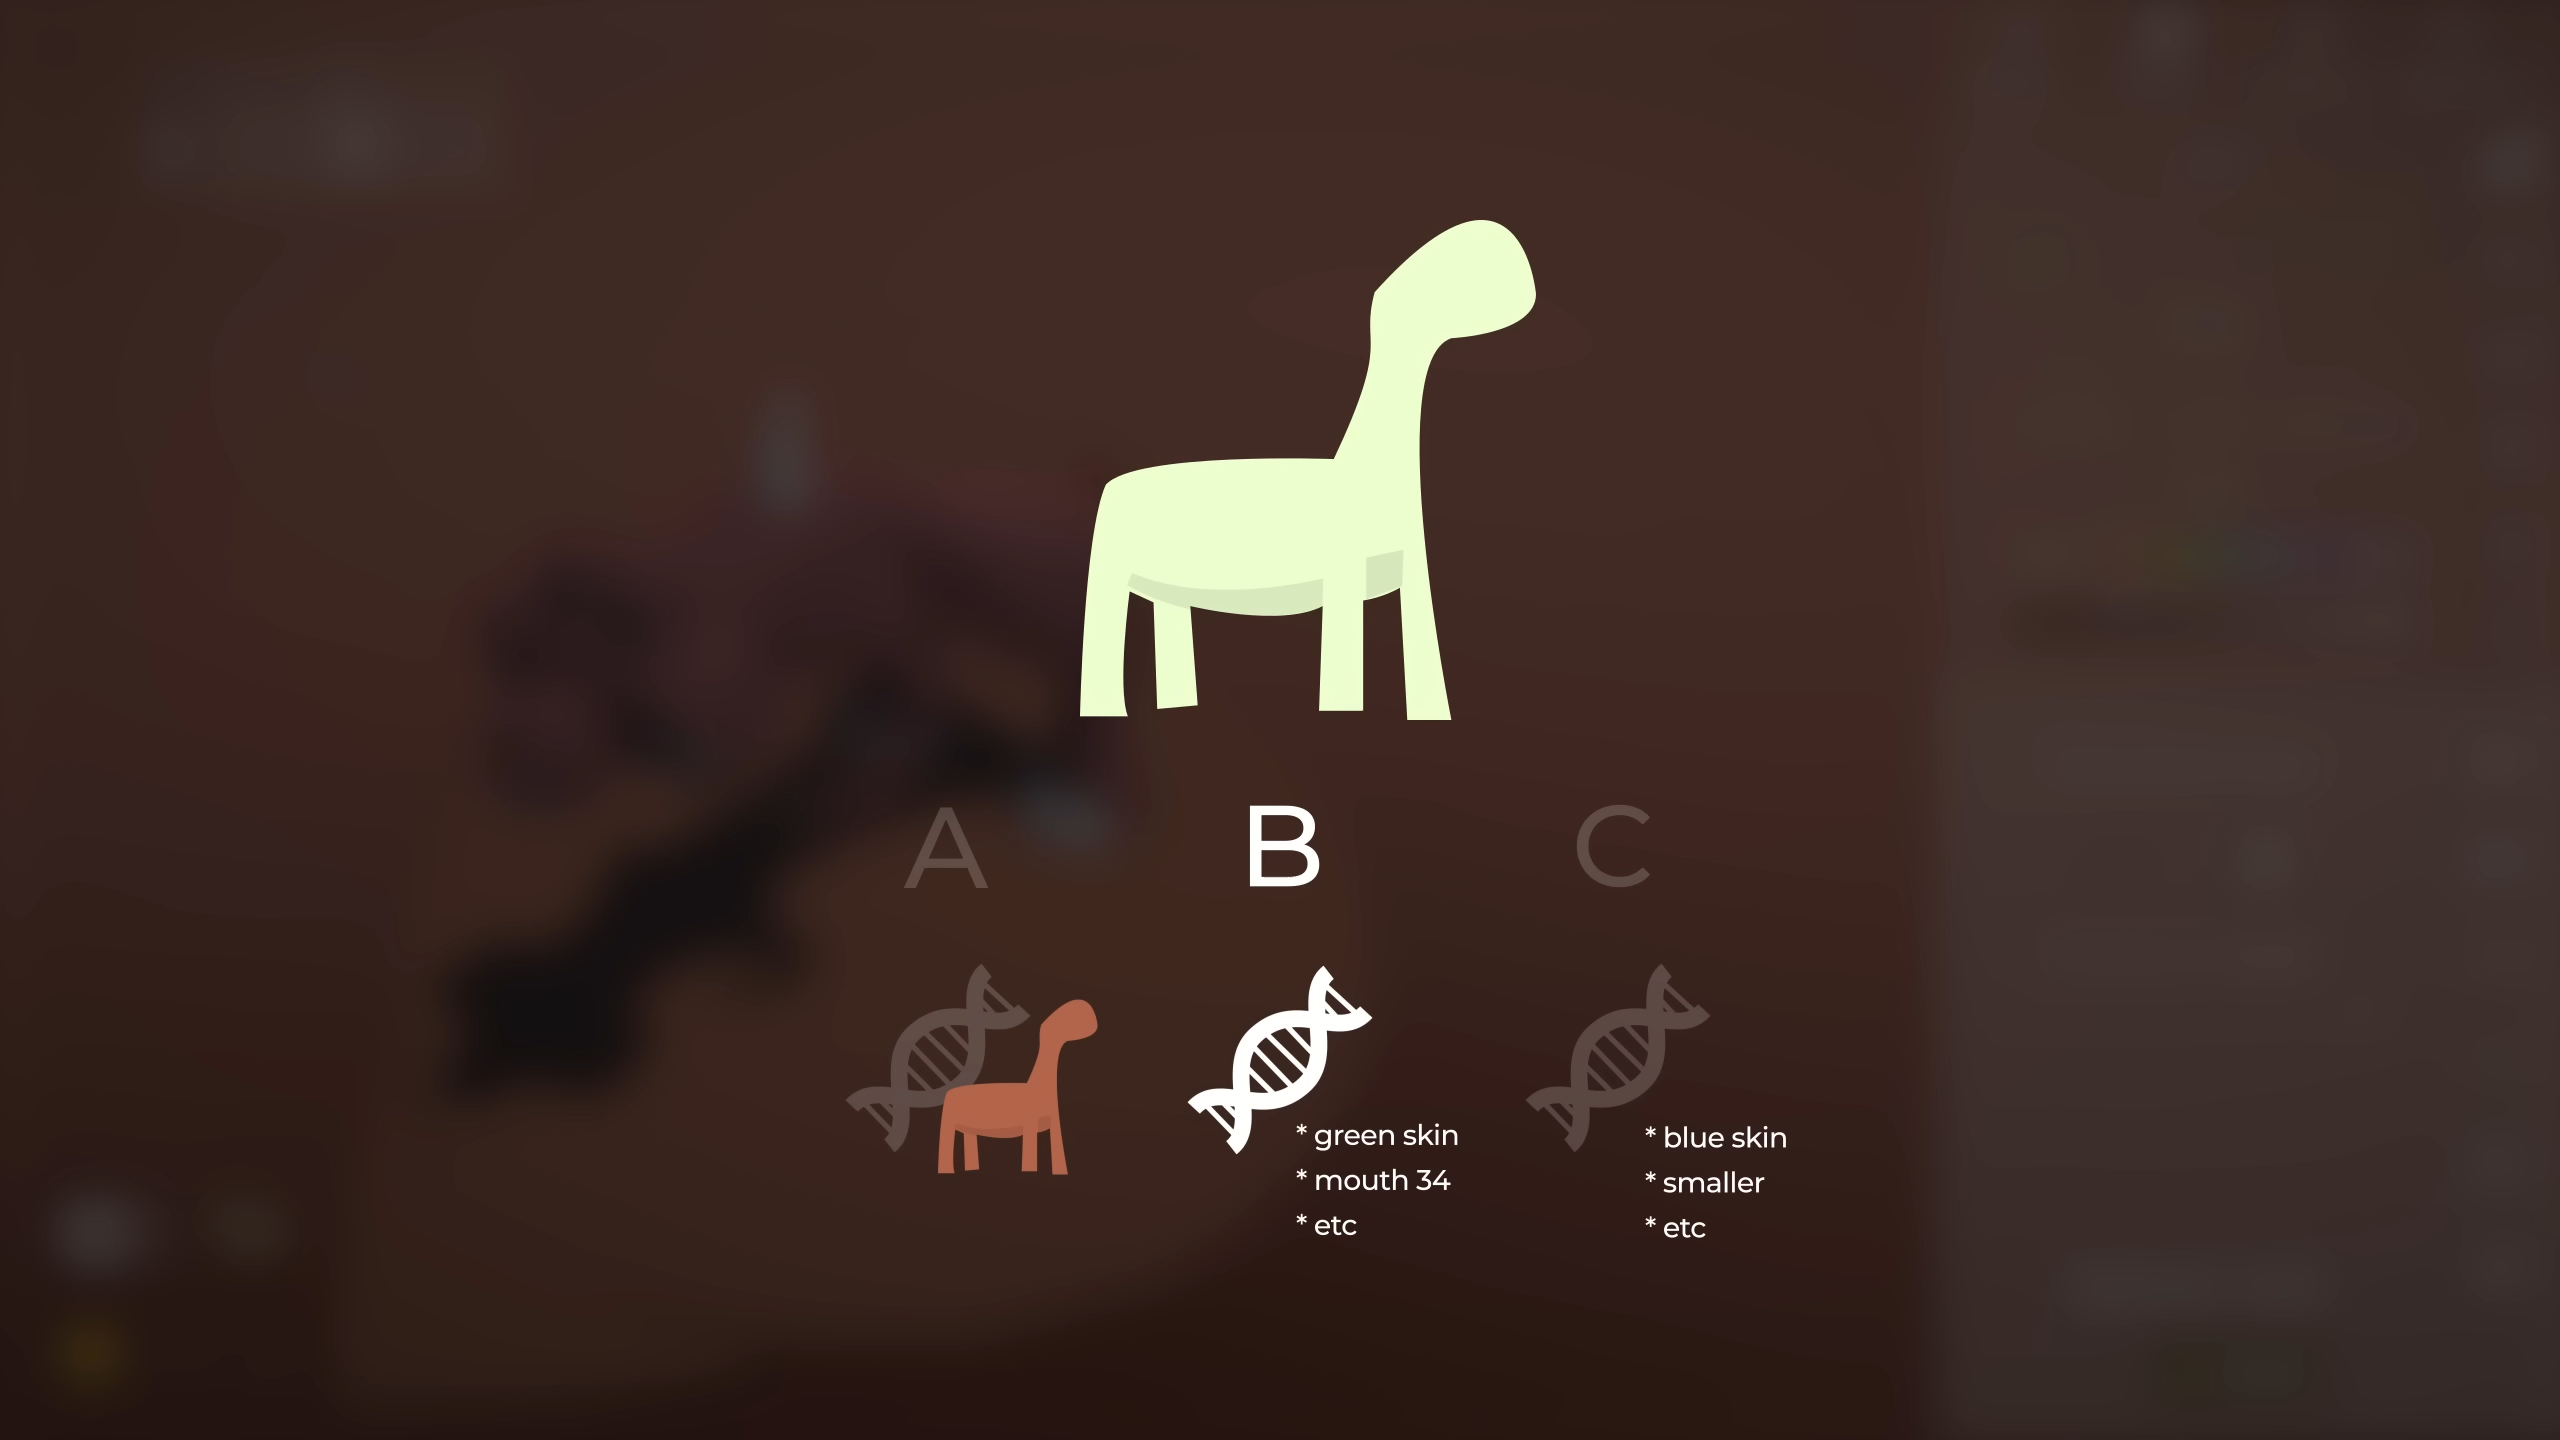 A
B
C
* green skin
* mouth 34
* etc
* blue skin
* smaller
* etc